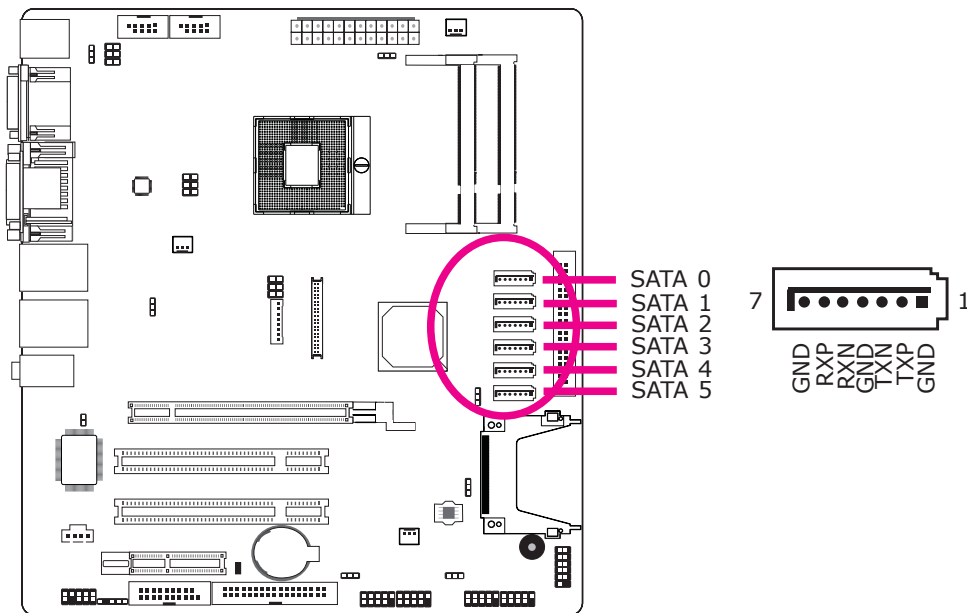 SATA 0
SATA 1
SATA 2
SATA 3
SATA 4
SATA 5
7
1
GND
RXP
RXN
GND
TXN
TXP
GND